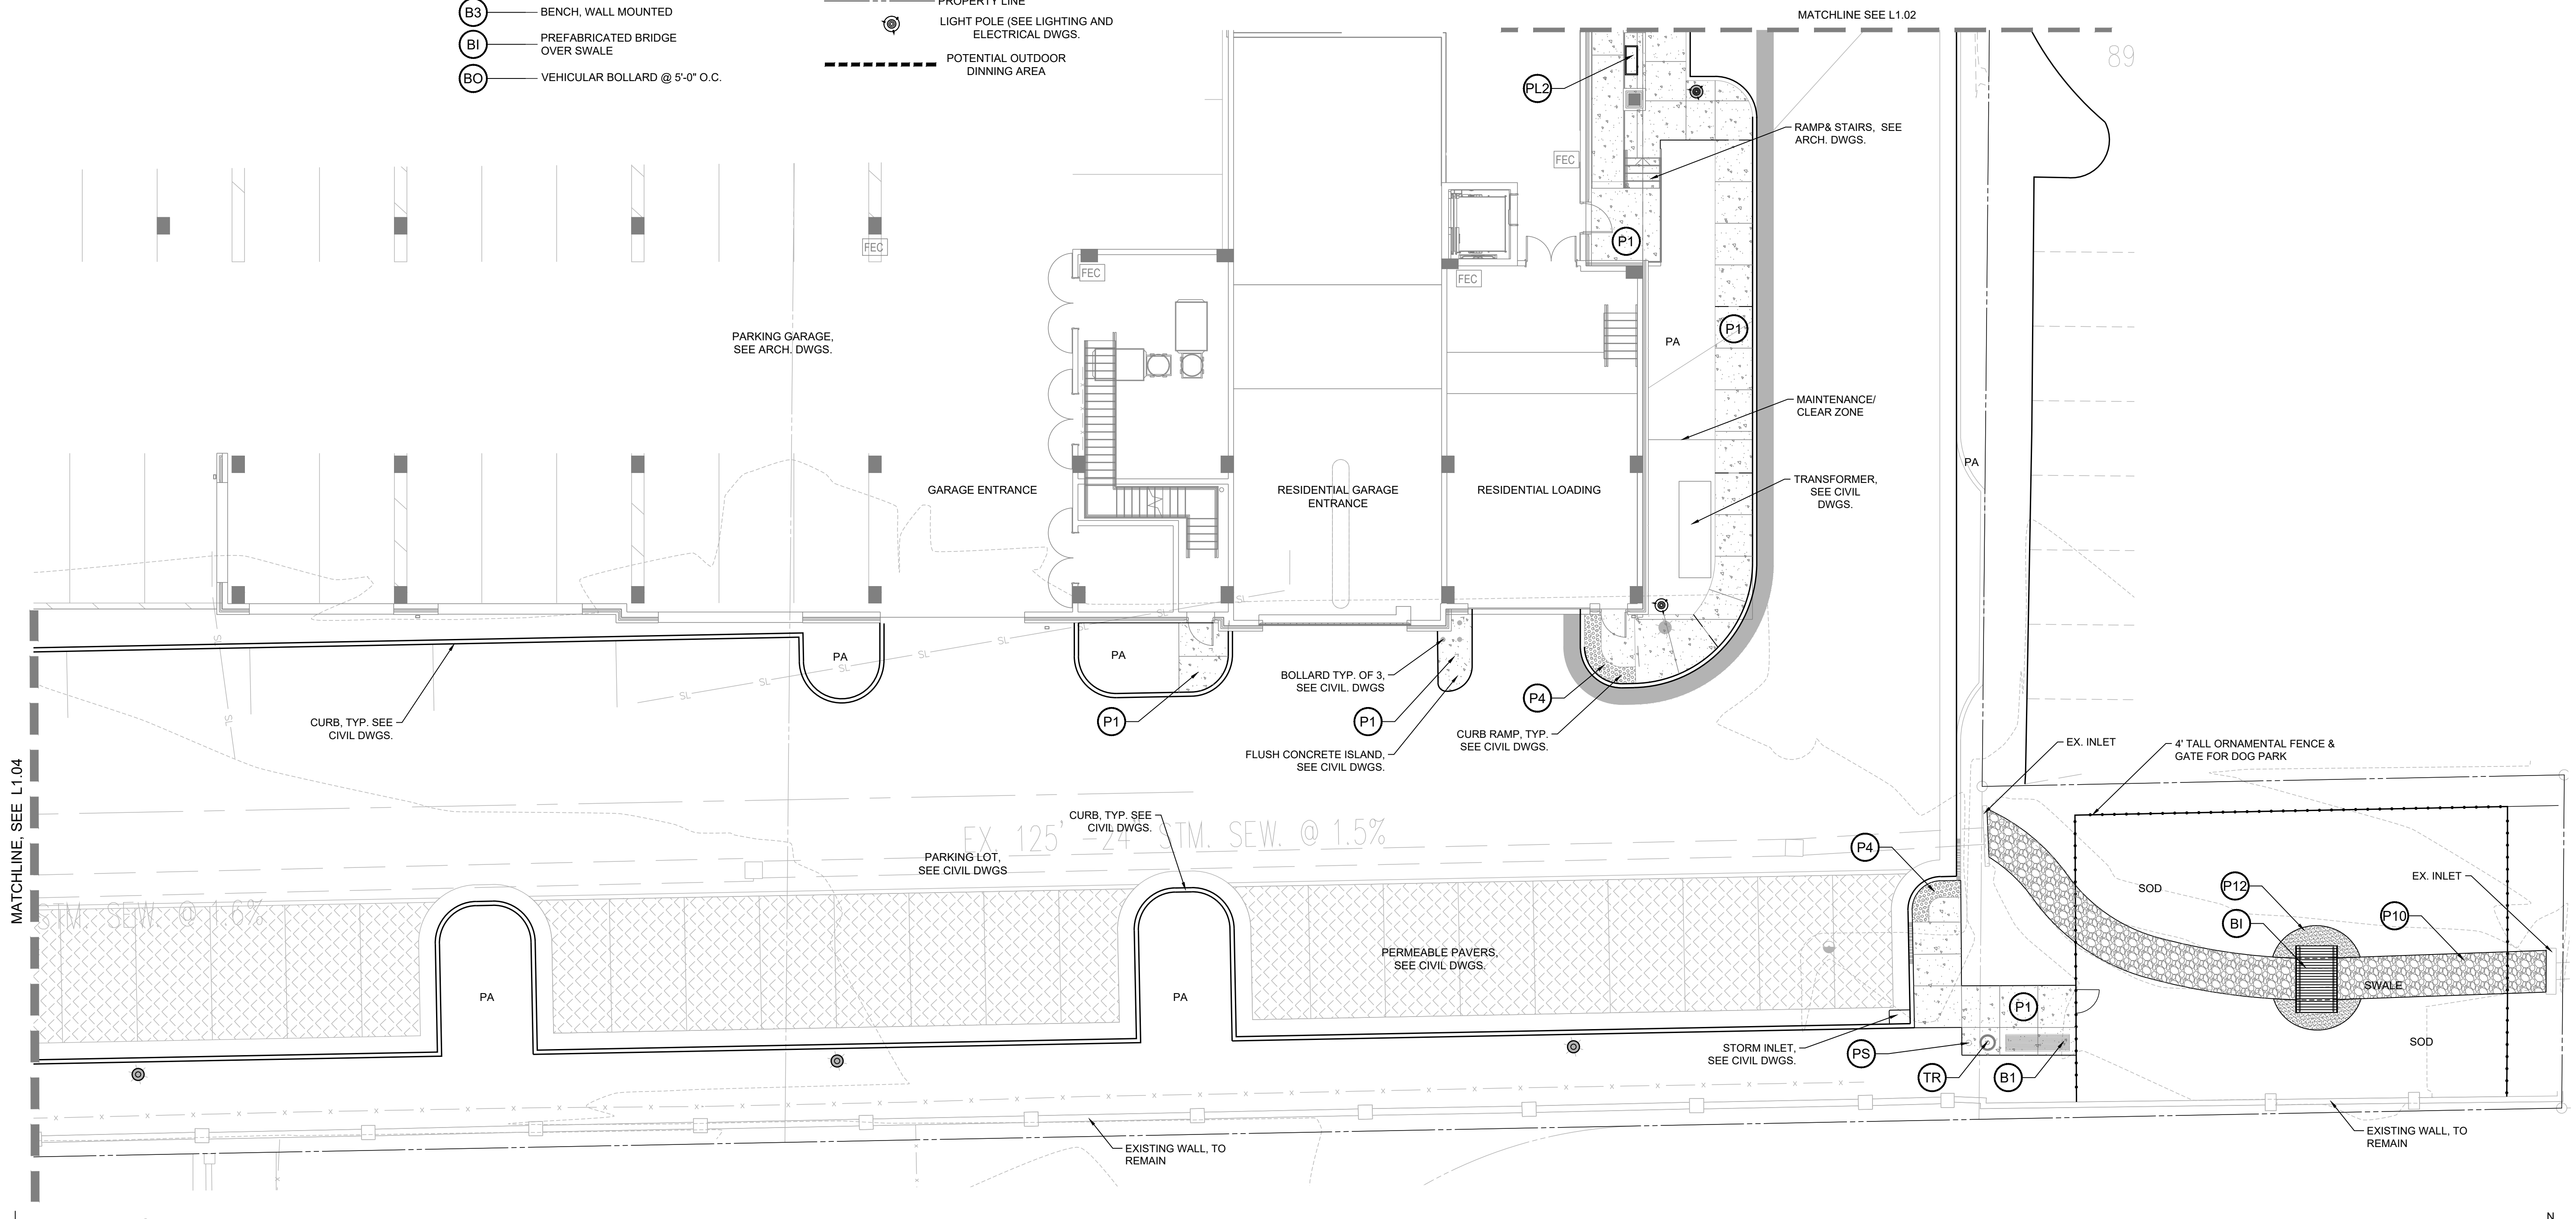 B3
BENCH, WALL MOUNTED
BI
PREFABRICATED BRIDGE
OVER SWALE
BO
VEHICULAR BOLLARD @ 5'-0" O.C.
PROPERTY LINE
LIGHT POLE (SEE LIGHTING AND
ELECTRICAL DWGS.
POTENTIAL OUTDOOR
DINNING AREA
MATCHLINE SEE L1.02
89
PL2
RAMP& STAIRS, SEE
ARCH. DWGS.
FEC
P1
FEC
FEC
FEC
PARKING GARAGE,
SEE ARCH. DWGS.
P1
PA
MAINTENANCE/
CLEAR ZONE
PA
GARAGE ENTRANCE
RESIDENTIAL GARAGE
ENTRANCE
RESIDENTIAL LOADING
TRANSFORMER,
SEE CIVIL
DWGS.
SL
SL
SL
SL
SL
SL
SL
SL
PA
PA
BOLLARD TYP. OF 3,
SEE CIVIL. DWGS
P4
CURB, TYP. SEE
CIVIL DWGS.
P1
P1
CURB RAMP, TYP.
SEE CIVIL DWGS.
FLUSH CONCRETE ISLAND,
SEE CIVIL DWGS.
EX. INLET
4' TALL ORNAMENTAL FENCE &
GATE FOR DOG PARK
MATCHLINE, SEE L1.04
CURB, TYP. SEE
CIVIL DWGS.
EX. 125' -24" STM. SEW. @ 1.5%
PARKING LOT,
SEE CIVIL DWGS
P4
SOD
P12
EX. INLET
BI
P10
STM. SEW. @ 1.6%
PERMEABLE PAVERS,
SEE CIVIL DWGS.
PA
PA
SWALE
P1
STORM INLET,
SEE CIVIL DWGS.
PS
SOD
TR
B1
EXISTING WALL, TO
REMAIN
EXISTING WALL, TO
REMAIN
N